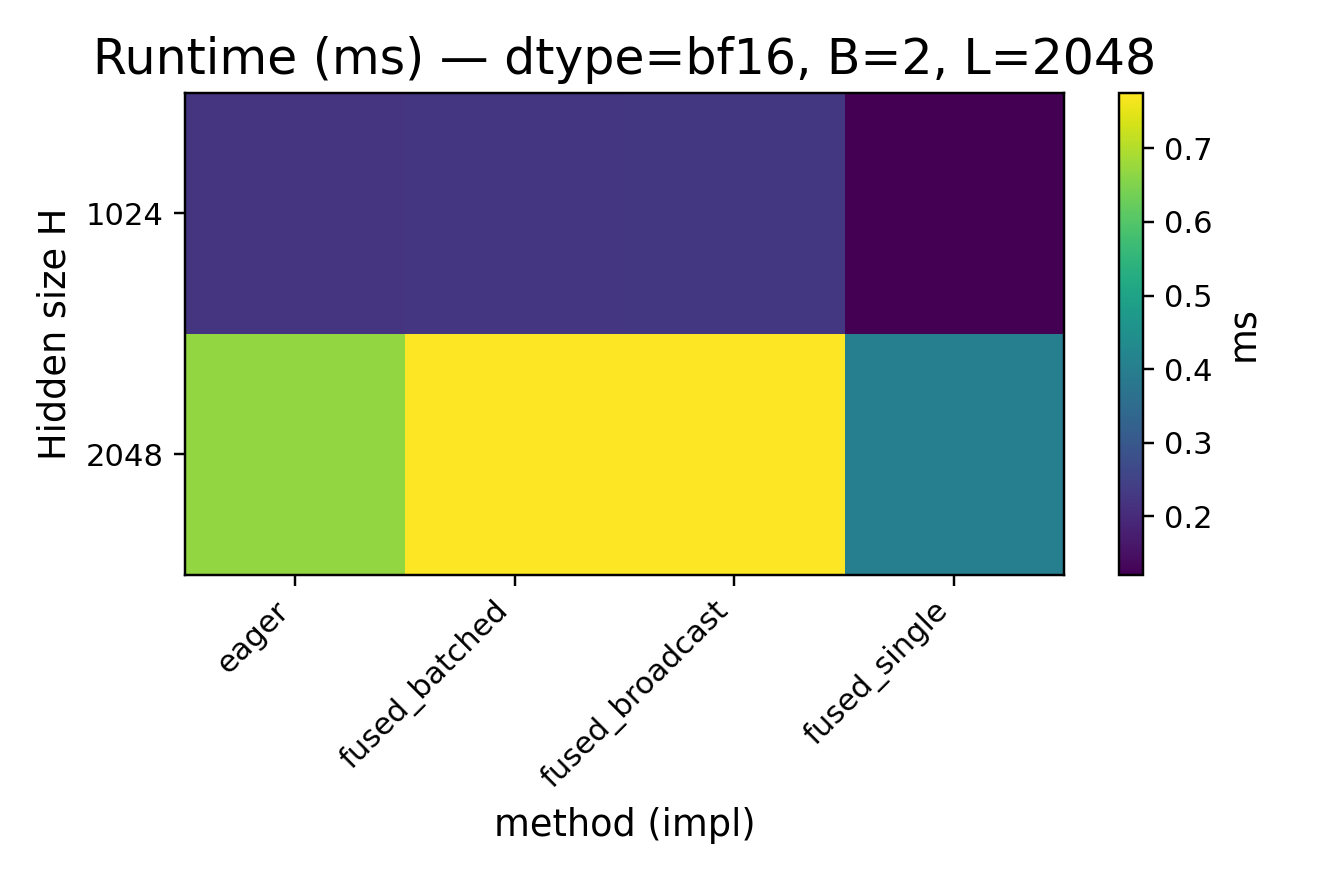 Runtime (ms) — dtype=bf16, B=2, L=2048
Hidden size H
1024
2048
eager
fused_batched
fused_broadcast
fused_single
method (impl)
0.7
0.6
0.5
0.4
0.3
0.2
ms